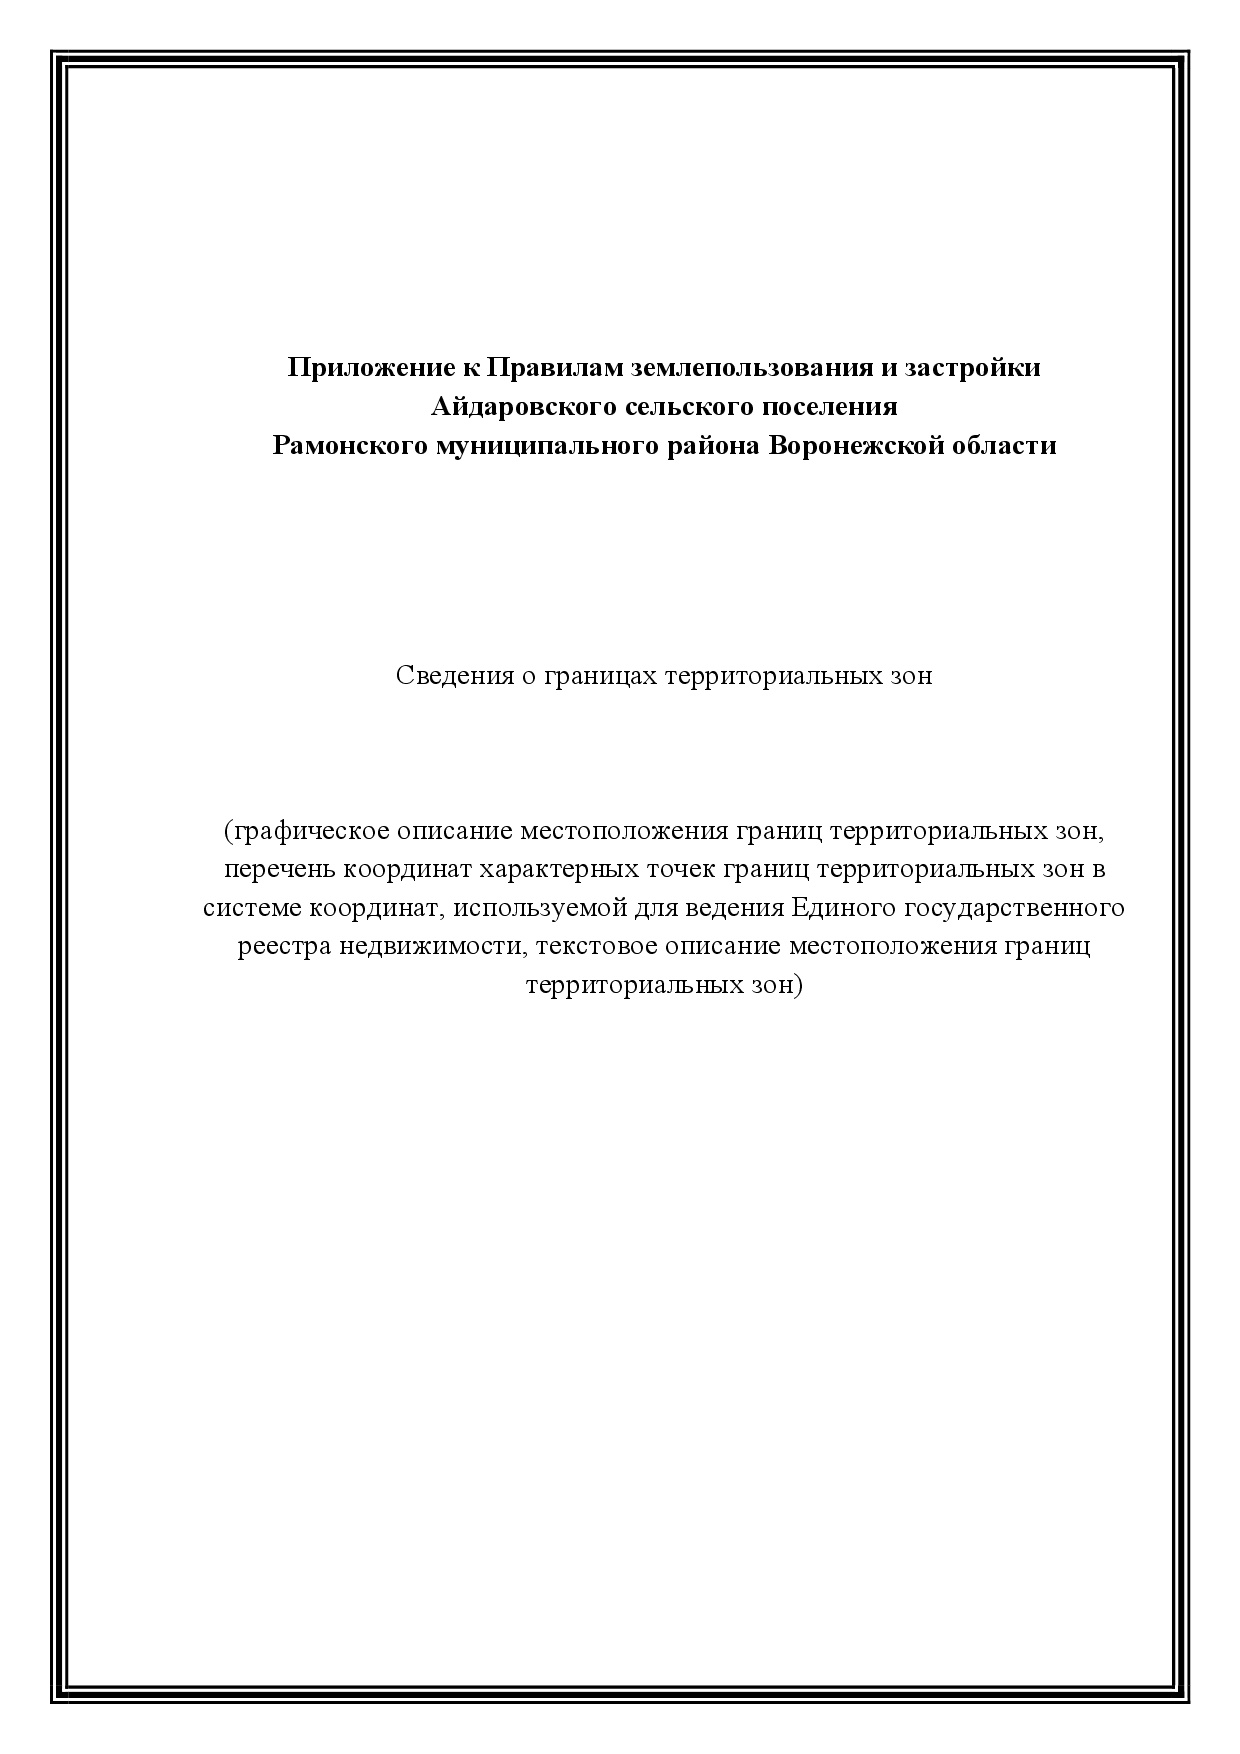 Приложение к Правилам землепользования и застройки
Айдаровского сельского поселения
Рамонского муниципального района Воронежской области
Сведения о границах территориальных зон
(графическое описание местоположения границ территориальных зон,
перечень координат характерных точек границ территориальных зон в
системе координат, используемой для ведения Единого государственного
реестра недвижимости, текстовое описание местоположения границ
территориальных зон)